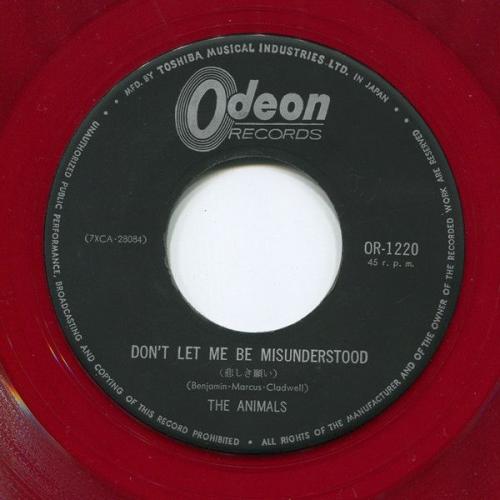 MFD. BY TOSHIBA MUSICAL INDUSTRIES. LTD. IN JAPAN
Odeon
RECORDS
(7XCA-28084)
OR-1220
45 r. p. m.
DON'T LET ME BE MISUNDERSTOOD
(悲しき願い)
(Benjamin-Marcus-Cladwell)
THE ANIMALS
UNAUTHORIZED PUBLIC PERFORMANCE, BROADCASTING AND COPYING OF THIS RECORD PROHIBITED • ALL RIGHTS OF THE MANUFACTURER AND OF THE OWNER OF THE RECORDED WORK ARE RESERVED